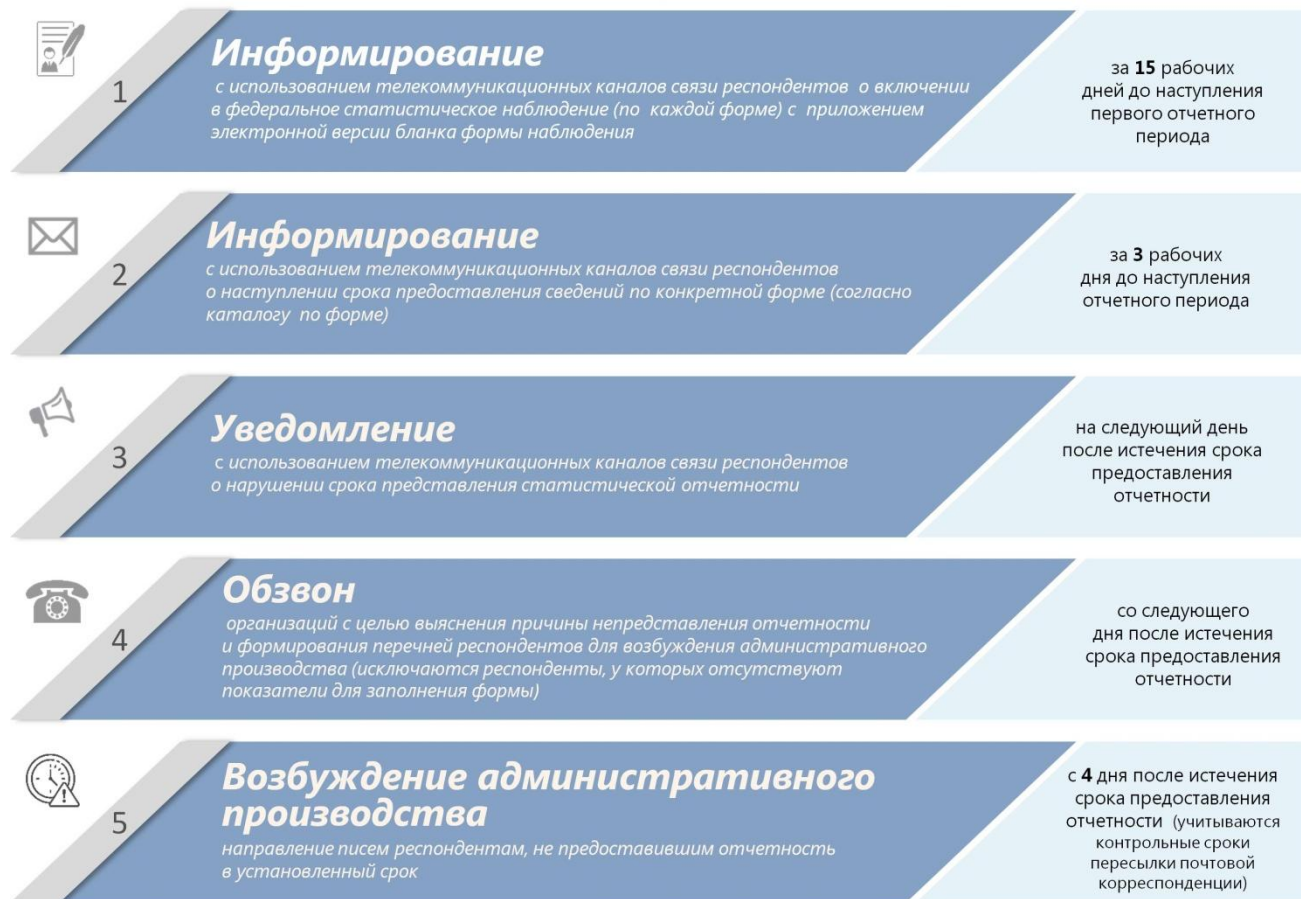 1
Информирование
с использованием телекоммуникационных каналов связи респондентов о включении
в федеральное статистическое наблюдение (по каждой форме) с приложением
электронной версии бланка формы наблюдения
за 15 рабочих
дней до наступления
первого отчетного
периода
2
Информирование
с использованием телекоммуникационных каналов связи респондентов
о наступлении срока предоставления сведений по конкретной форме (согласно
каталогу по форме)
за 3 рабочих
дня до наступления
отчетного периода
3
Уведомление
с использованием телекоммуникационных каналов связи респондентов
о нарушении срока представления статистической отчетности
на следующий день
после истечения срока
предоставления
отчетности
4
Обзвон
организаций с целью выяснения причины непредставления отчетности
и формирования перечней респондентов для возбуждения административного
производства (исключаются респонденты, у которых отсутствуют
показатели для заполнения формы)
со следующего
дня после истечения
срока предоставления
отчетности
5
Возбуждение административного
производства
направление писем респондентам, не предоставившим отчетность
в установленный срок
с 4 дня после истечения
срока предоставления
отчетности (учитываются
контрольные сроки
пересылки почтовой
корреспонденции)